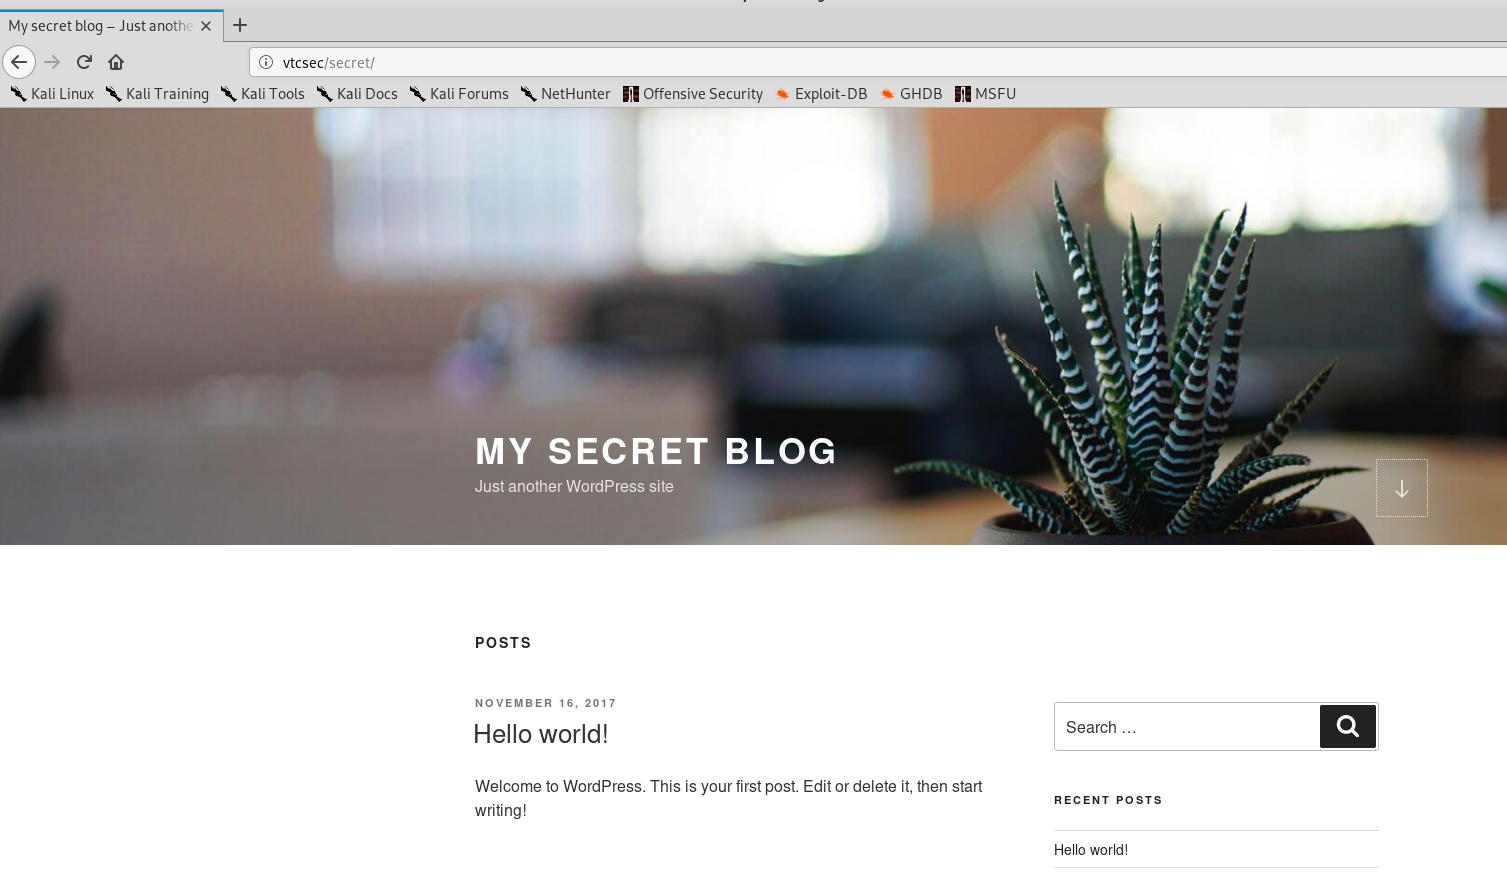 My secret blog – Just anothe
vtcsec/secret/
Kali Linux Kali Training Kali Tools Kali Docs Kali Forums NetHunter Offensive Security Exploit-DB GHDB MSFU
MY SECRET BLOG
Just another WordPress site
POSTS
NOVEMBER 16, 2017
Hello world!
Welcome to WordPress. This is your first post. Edit or delete it, then start
writing!
Search …
RECENT POSTS
Hello world!